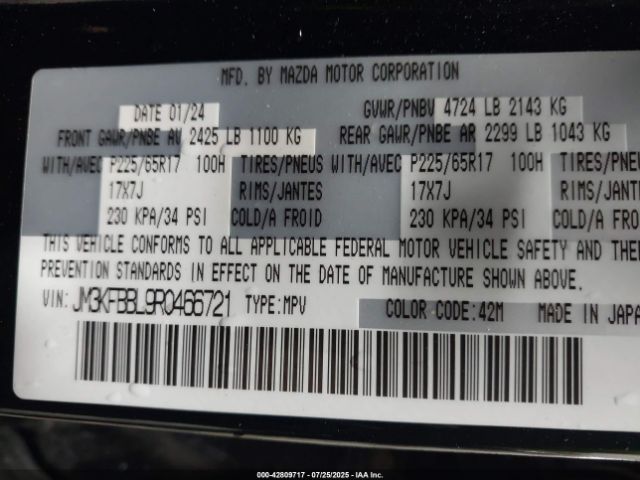 MFD. BY MAZDA MOTOR CORPORATION
DATE 01/24 GVWR/PNBV 4724 LB 2143 KG
FRONT GAWR/PNBE AV 2425 LB 1100 KG REAR GAWR/PNBE AR 2299 LB 1043 KG
WITH/AVEC P225/65R17 100H TIRES/PNEUS WITH/AVEC P225/65R17 100H TIRES/PNEU
17X7J RIMS/JANTES 17X7J RIMS/JANTE
230 KPA/34 PSI COLD/A FROID 230 KPA/34 PSI COLD/A FROI
THIS VEHICLE CONFORMS TO ALL APPLICABLE FEDERAL MOTOR VEHICLE SAFETY AND THEF
PREVENTION STANDARDS IN EFFECT ON THE DATE OF MANUFACTURE SHOWN ABOVE.
VIN: JM3KFBBL9R0466721 TYPE:MPV COLOR CODE:42M MADE IN JAPA
000-42809717 - 07/25/2025 - IAAI.com